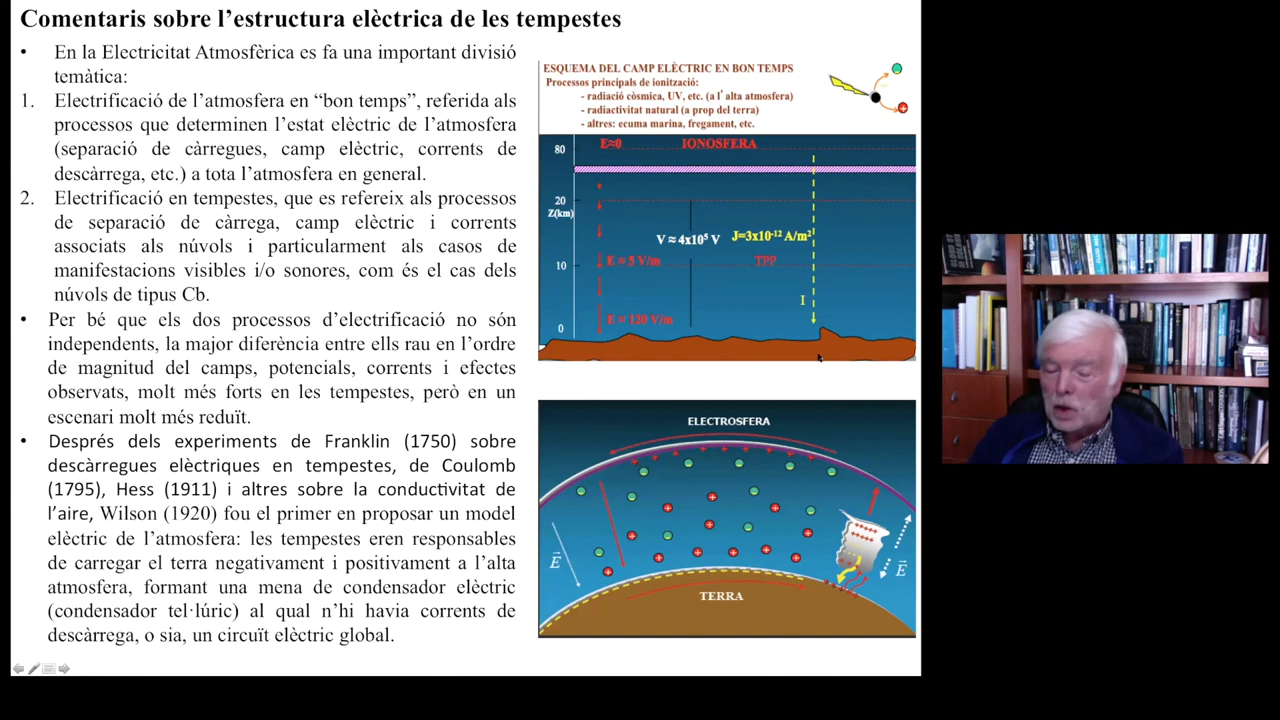 Comentaris sobre l’estructura elèctrica de les tempestes
• En la Electricitat Atmosfèrica es fa una important divisió
temàtica:
1. Electrificació de l’atmosfera en “bon temps”, referida als
processos que determinen l’estat elèctric de l’atmosfera
(separació de càrregues, camp elèctric, corrents de
descàrrega, etc.) a tota l’atmosfera en general.
2. Electrificació en tempestes, que es refereix als processos
de separació de càrrega, camp elèctric i corrents
associats als núvols i particularment als casos de
manifestacions visibles i/o sonores, com és el cas dels
núvols de tipus Cb.
• Per bé que els dos processos d’electrificació no són
independents, la major diferència entre ells rau en l’ordre
de magnitud del camps, potencials, corrents i efectes
observats, molt més forts en les tempestes, però en un
escenari molt més reduït.
• Després dels experiments de Franklin (1750) sobre
descàrregues elèctriques en tempestes, de Coulomb
(1795), Hess (1911) i altres sobre la conductivitat de
l’aire, Wilson (1920) fou el primer en proposar un model
elèctric de l’atmosfera: les tempestes eren responsables
de carregar el terra negativament i positivament a l’alta
atmosfera, formant una mena de condensador elèctric
(condensador tel·lúric) al qual n’hi havia corrents de
descàrrega, o sia, un circuït elèctric global.
ESQUEMA DEL CAMP ELÈCTRIC EN BON TEMPS
Processos principals de ionització:
- radiació còsmica, UV, etc. (a l’ alta atmosfera)
- radiactivitat natural (a prop del terra)
- altres: ecuma marina, fregament, etc.
80 E≈0 IONOSFERA
20
Z(km)
V ≈ 4x10⁵ V J=3x10⁻¹² A/m²
10 E ≈ 5 V/m TPP
I
0 E ≈ 120 V/m
ELECTROSFERA
E E
TERRA